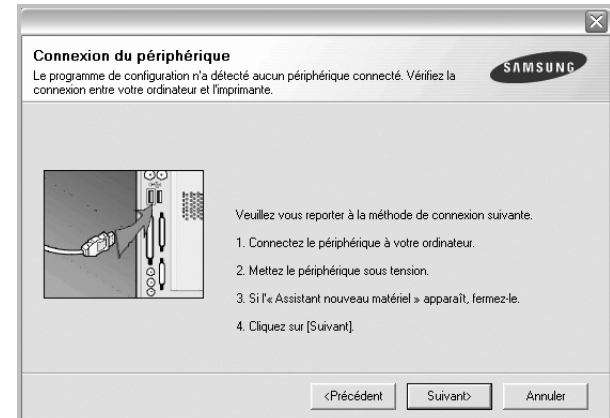 Connexion du périphérique
Le programme de configuration n'a détecté aucun périphérique connecté. Vérifiez la
connexion entre votre ordinateur et l'imprimante.
SAMSUNG
Veuillez vous reporter à la méthode de connexion suivante.
1. Connectez le périphérique à votre ordinateur.
2. Mettez le périphérique sous tension.
3. Si l'« Assistant nouveau matériel » apparaît, fermez-le.
4. Cliquez sur [Suivant].
<Précédent
Suivant>
Annuler